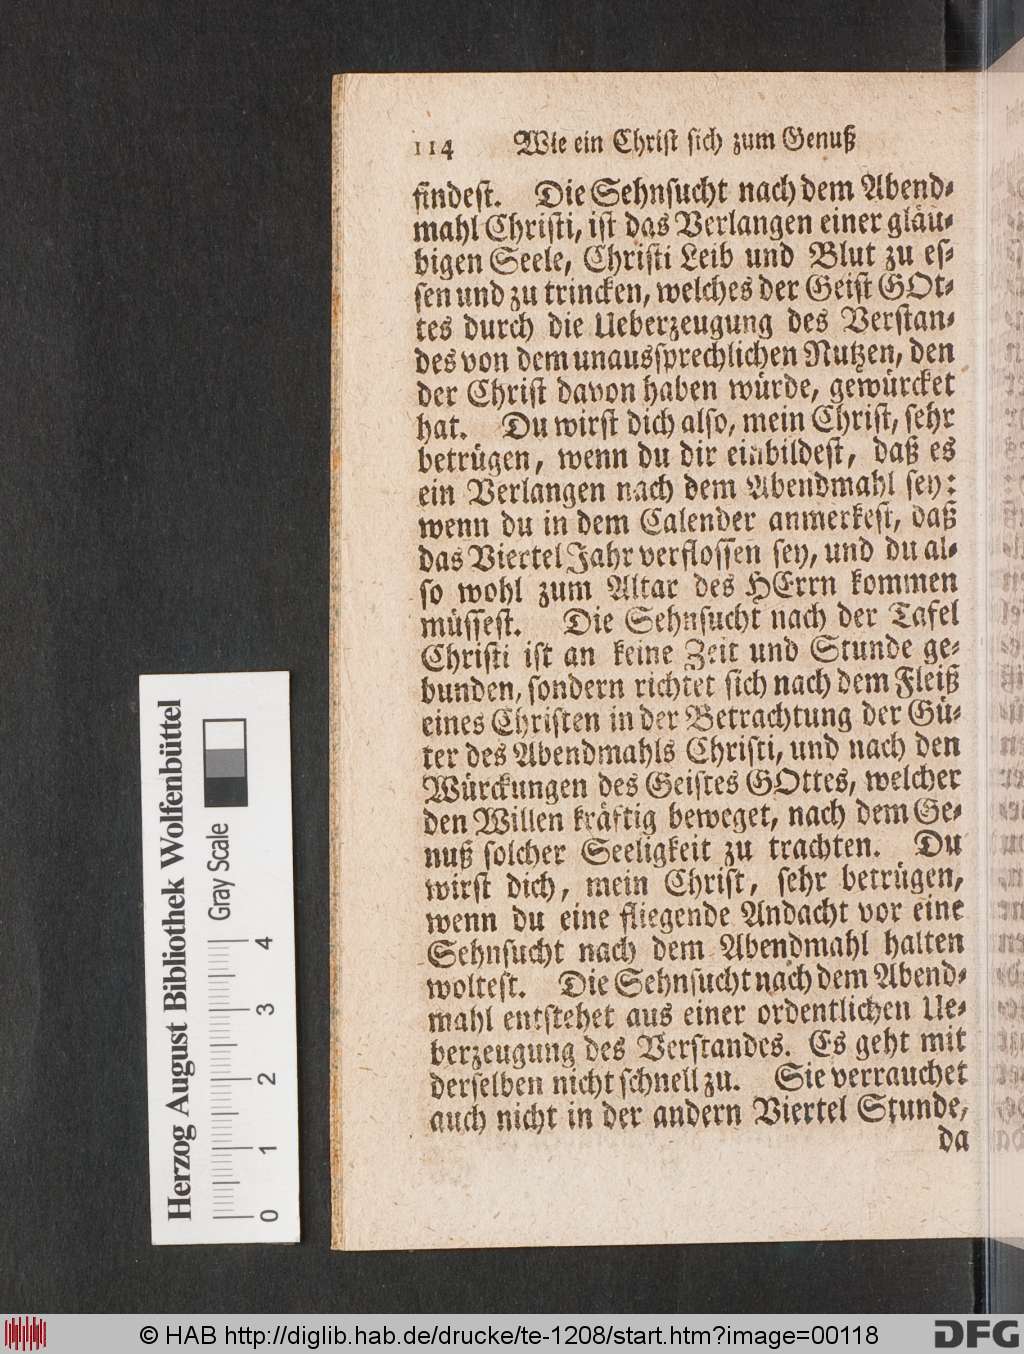 114 Wie ein Christ sich zum Genuß
findest. Die Sehnsucht nach dem Abend-
mahl Christi, ist das Verlangen einer gläu-
bigen Seele, Christi Leib und Blut zu es-
sen und zu trincken, welches der Geist GOt-
tes durch die Ueberzeugung des Verstan-
des von dem unaussprechlichen Nutzen, den
der Christ davon haben würde, gewürcket
hat. Du wirst dich also, mein Christ, sehr
betrügen, wenn du dir einbildest, daß es
ein Verlangen nach dem Abendmahl sey:
wenn du in dem Calender anmerkest, daß
das Viertel Jahr verflossen sey, und du al-
so wohl zum Altar des HErrn kommen
müssest. Die Sehnsucht nach der Tafel
Christi ist an keine Zeit und Stunde ge-
bunden, sondern richtet sich nach dem Fleiß
eines Christen in der Betrachtung der Gü-
ter des Abendmahls Christi, und nach den
Würckungen des Geistes GOttes, welcher
den Willen kräftig beweget, nach dem Ge-
nuß solcher Seeligkeit zu trachten. Du
wirst dich, mein Christ, sehr betrügen,
wenn du eine fliegende Andacht vor eine
Sehnsucht nach dem Abendmahl halten
woltest. Die Sehnsucht nach dem Abend-
mahl entstehet aus einer ordentlichen Ue-
berzeugung des Verstandes. Es geht mit
derselben nicht schnell zu. Sie verrauchet
auch nicht in der andern Viertel Stunde,
da
Herzog August Bibliothek Wolfenbüttel
Gray Scale
0 1 2 3 4
© HAB http://diglib.hab.de/drucke/te-1208/start.htm?image=00118
DFG